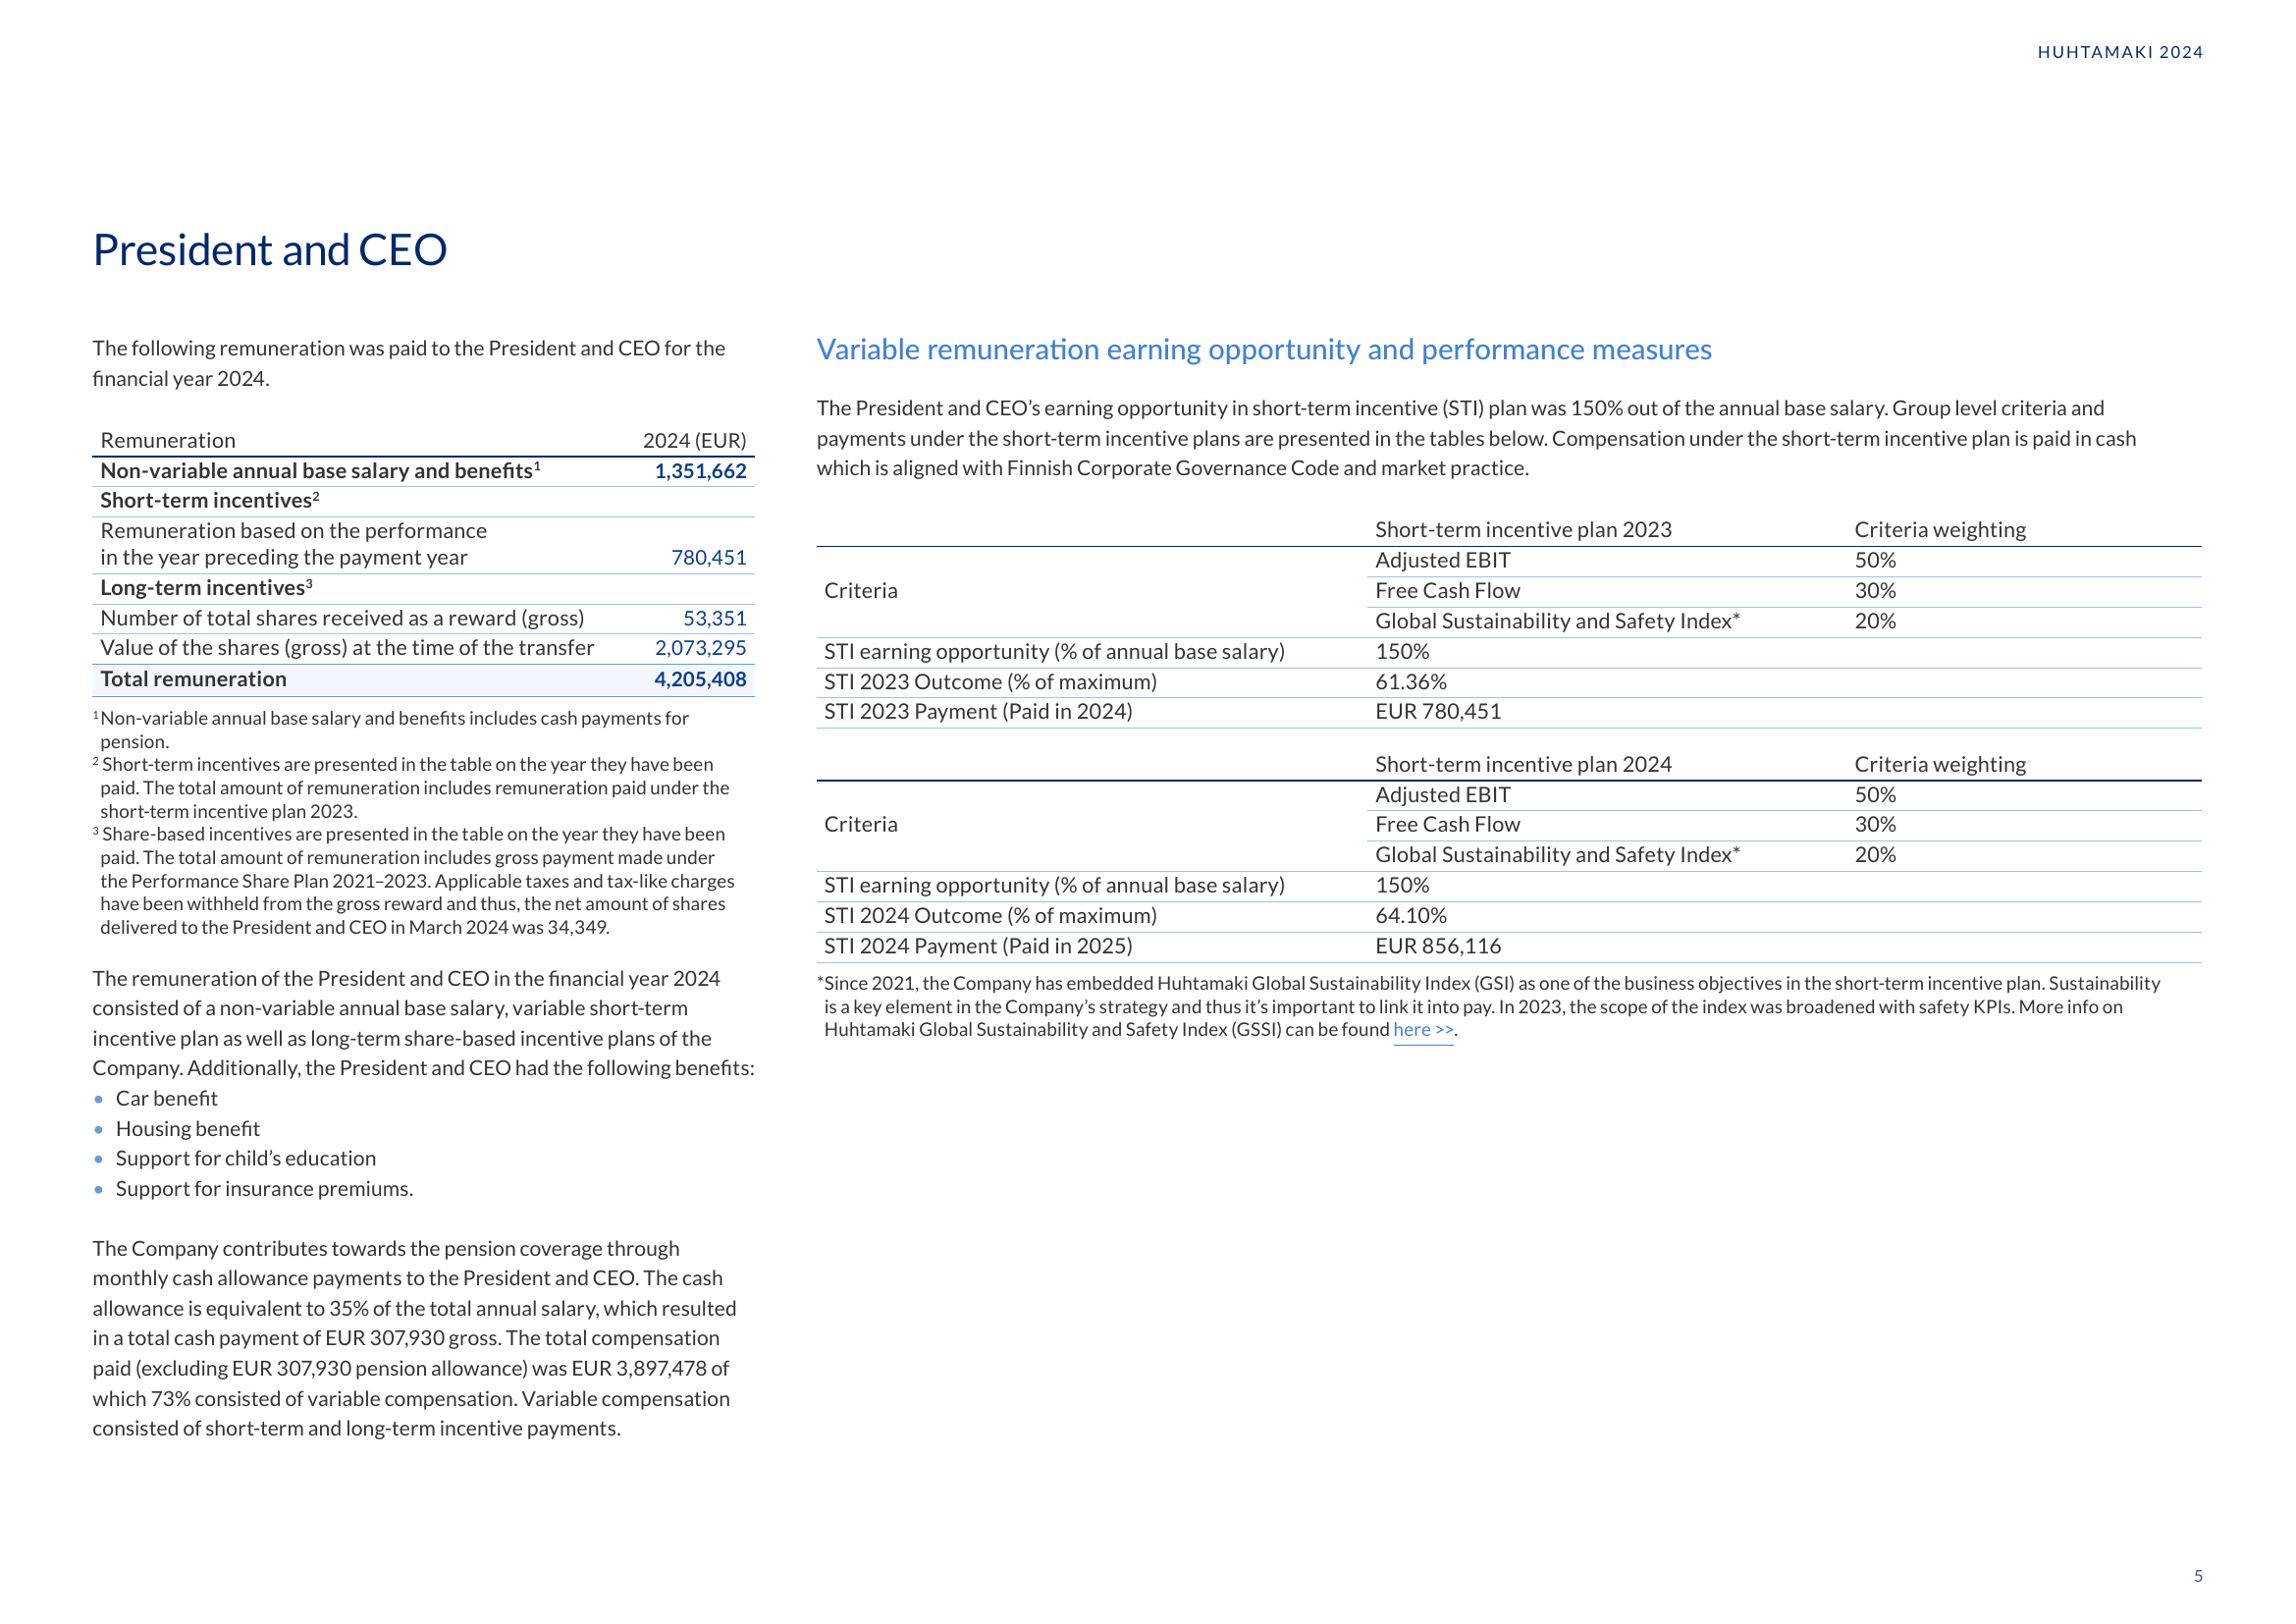 HUHTAMAKI 2024
President and CEO
The following remuneration was paid to the President and CEO for the
financial year 2024.
Remuneration 2024 (EUR)
Non-variable annual base salary and benefits¹ 1,351,662
Short-term incentives²
Remuneration based on the performance
in the year preceding the payment year 780,451
Long-term incentives³
Number of total shares received as a reward (gross) 53,351
Value of the shares (gross) at the time of the transfer 2,073,295
Total remuneration 4,205,408
¹ Non-variable annual base salary and benefits includes cash payments for
pension.
² Short-term incentives are presented in the table on the year they have been
paid. The total amount of remuneration includes remuneration paid under the
short-term incentive plan 2023.
³ Share-based incentives are presented in the table on the year they have been
paid. The total amount of remuneration includes gross payment made under
the Performance Share Plan 2021–2023. Applicable taxes and tax-like charges
have been withheld from the gross reward and thus, the net amount of shares
delivered to the President and CEO in March 2024 was 34,349.
The remuneration of the President and CEO in the financial year 2024
consisted of a non-variable annual base salary, variable short-term
incentive plan as well as long-term share-based incentive plans of the
Company. Additionally, the President and CEO had the following benefits:
• Car benefit
• Housing benefit
• Support for child’s education
• Support for insurance premiums.
The Company contributes towards the pension coverage through
monthly cash allowance payments to the President and CEO. The cash
allowance is equivalent to 35% of the total annual salary, which resulted
in a total cash payment of EUR 307,930 gross. The total compensation
paid (excluding EUR 307,930 pension allowance) was EUR 3,897,478 of
which 73% consisted of variable compensation. Variable compensation
consisted of short-term and long-term incentive payments.
Variable remuneration earning opportunity and performance measures
The President and CEO’s earning opportunity in short-term incentive (STI) plan was 150% out of the annual base salary. Group level criteria and
payments under the short-term incentive plans are presented in the tables below. Compensation under the short-term incentive plan is paid in cash
which is aligned with Finnish Corporate Governance Code and market practice.
Short-term incentive plan 2023 Criteria weighting
Adjusted EBIT 50%
Criteria Free Cash Flow 30%
Global Sustainability and Safety Index* 20%
STI earning opportunity (% of annual base salary) 150%
STI 2023 Outcome (% of maximum) 61.36%
STI 2023 Payment (Paid in 2024) EUR 780,451
Short-term incentive plan 2024 Criteria weighting
Adjusted EBIT 50%
Criteria Free Cash Flow 30%
Global Sustainability and Safety Index* 20%
STI earning opportunity (% of annual base salary) 150%
STI 2024 Outcome (% of maximum) 64.10%
STI 2024 Payment (Paid in 2025) EUR 856,116
*Since 2021, the Company has embedded Huhtamaki Global Sustainability Index (GSI) as one of the business objectives in the short-term incentive plan. Sustainability
is a key element in the Company’s strategy and thus it’s important to link it into pay. In 2023, the scope of the index was broadened with safety KPIs. More info on
Huhtamaki Global Sustainability and Safety Index (GSSI) can be found here >>.
5